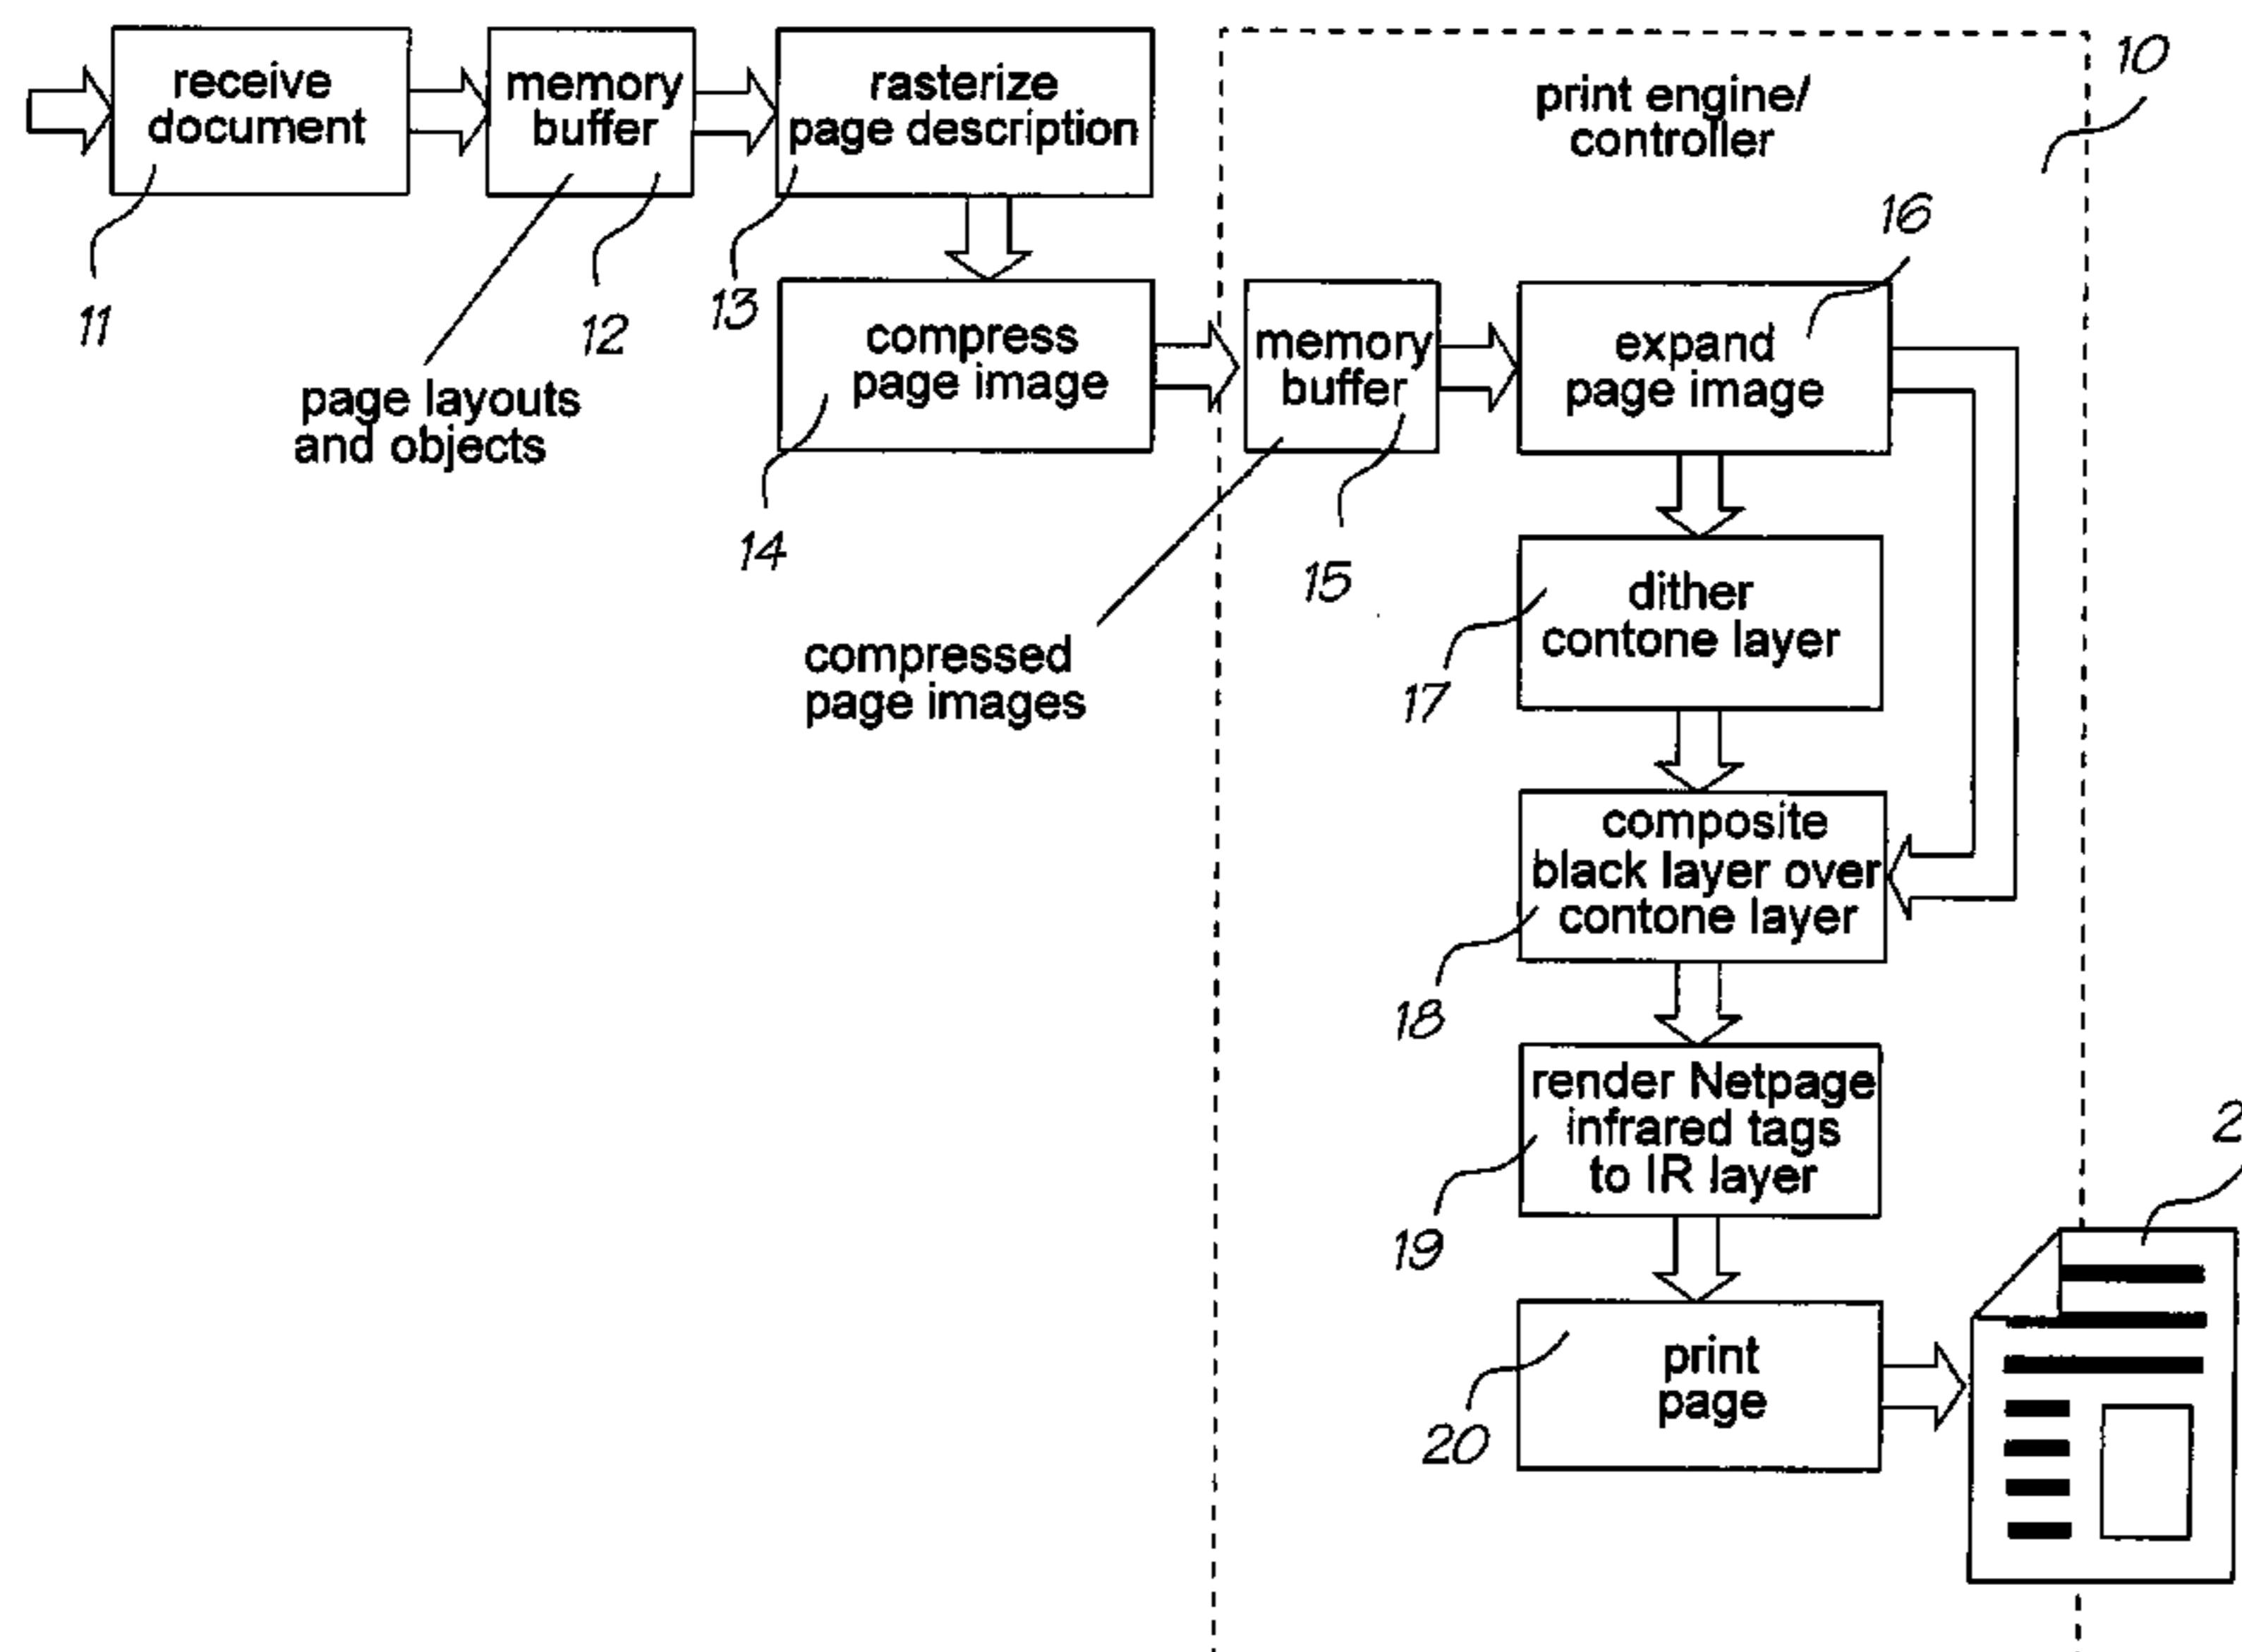 receive
document
11
memory
buffer
12
page layouts
and objects
rasterize
page description
13
compress
page image
14
print engine/
controller
10
memory
buffer
15
compressed
page images
expand
page image
16
dither
contone layer
17
composite
black layer over
contone layer
18
render Netpage
infrared tags
to IR layer
19
print
page
20